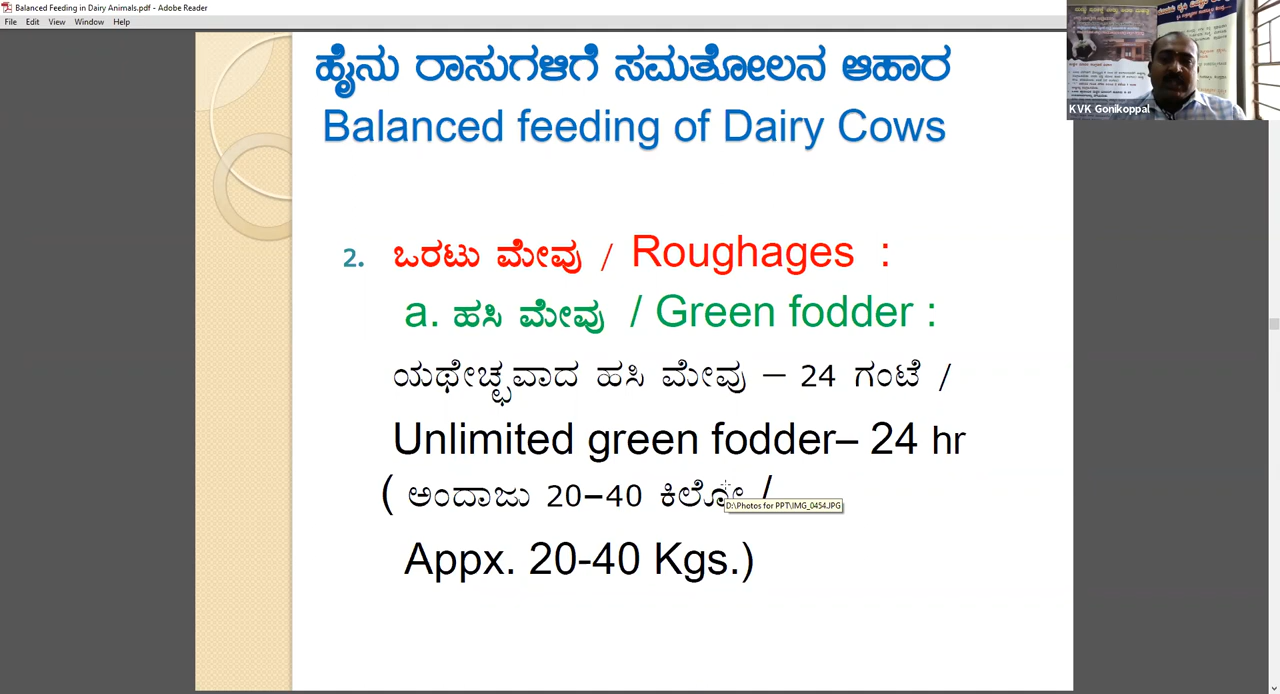 Balanced Feeding in Dairy Animals.pdf - Adobe Reader
File Edit View Window Help
KVK Gonikoppal
ಹೈನು ರಾಸುಗಳಿಗೆ ಸಮತೋಲನ ಆಹಾರ
Balanced feeding of Dairy Cows
2. ಒರಟು ಮೇವು / Roughages :
a. ಹಸಿ ಮೇವು / Green fodder :
ಯಥೇಚ್ಛವಾದ ಹಸಿ ಮೇವು – 24 ಗಂಟೆ /
Unlimited green fodder– 24 hr
( ಅಂದಾಜು 20–40 ಕಿಲೋ /
D:\Photos for PPT\IMG_0454.JPG
Appx. 20-40 Kgs.)